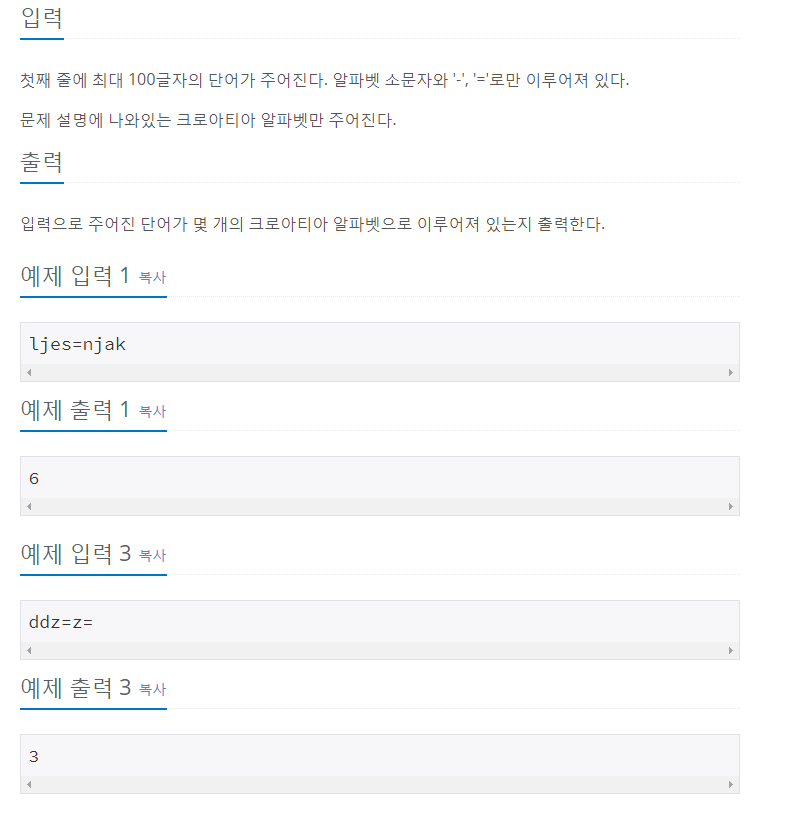 입력
첫째 줄에 최대 100글자의 단어가 주어진다. 알파벳 소문자와 '-', '='로만 이루어져 있다.
문제 설명에 나와있는 크로아티아 알파벳만 주어진다.
출력
입력으로 주어진 단어가 몇 개의 크로아티아 알파벳으로 이루어져 있는지 출력한다.
예제 입력 1 복사
ljes=njak
예제 출력 1 복사
6
예제 입력 3 복사
ddz=z=
예제 출력 3 복사
3